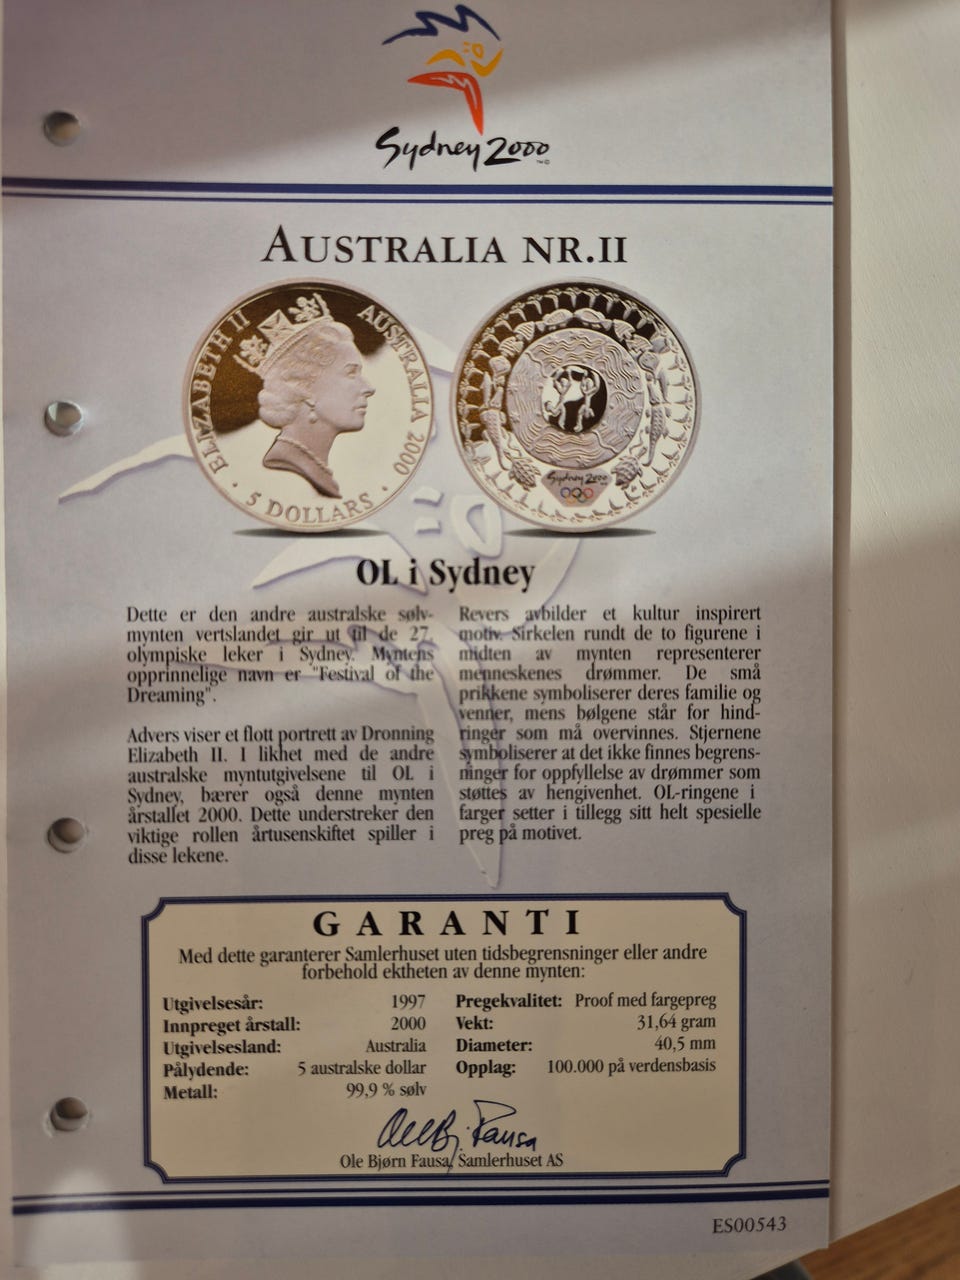 Sydney 2000
™©
AUSTRALIA NR.II
ELIZABETH II AUSTRALIA 2000
· 5 DOLLARS ·
Sydney 2000
OL i Sydney
Dette er den andre australske sølv-
mynten vertslandet gir ut til de 27.
olympiske leker i Sydney. Myntens
opprinnelige navn er "Festival of the
Dreaming".
Advers viser et flott portrett av Dronning
Elizabeth II. I likhet med de andre
australske myntutgivelsene til OL i
Sydney, bærer også denne mynten
årstallet 2000. Dette understreker den
viktige rollen årtusenskiftet spiller i
disse lekene.
Revers avbilder et kultur inspirert
motiv. Sirkelen rundt de to figurene i
midten av mynten representerer
menneskenes drømmer. De små
prikkene symboliserer deres familie og
venner, mens bølgene står for hind-
ringer som må overvinnes. Stjernene
symboliserer at det ikke finnes begrens-
ninger for oppfyllelse av drømmer som
støttes av hengivenhet. OL-ringene i
farger setter i tillegg sitt helt spesielle
preg på motivet.
GARANTI
Med dette garanterer Samlerhuset uten tidsbegrensninger eller andre
forbehold ektheten av denne mynten:
Utgivelsesår: 1997
Innpreget årstall: 2000
Utgivelsesland: Australia
Pålydende: 5 australske dollar
Metall: 99,9 % sølv
Pregekvalitet: Proof med fargepreg
Vekt: 31,64 gram
Diameter: 40,5 mm
Opplag: 100.000 på verdensbasis
Ole Bj. Fausa
Ole Bjørn Fausa, Samlerhuset AS
ES00543